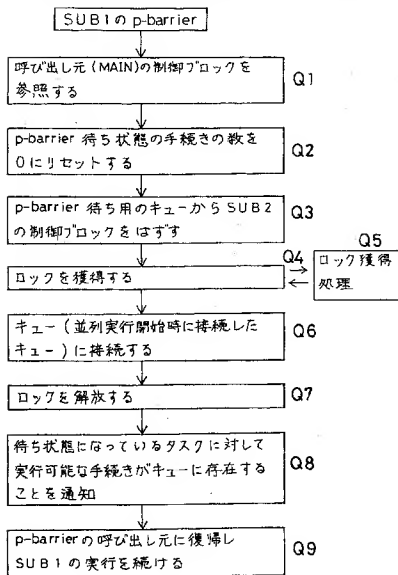 SUB1のp-barrier
呼び出し元(MAIN)の制御ブロックを
参照する
Q1
p-barrier 待ち状態の手続きの数を
0にリセットする
Q2
p-barrier 待ち用のキューからSUB2
の制御ブロックをはずす
Q3
Q4
ロックを獲得する
Q5
ロック獲得
処理
キュー(並列実行開始時に接続した
キュー)に接続する
Q6
ロックを解放する
Q7
待ち状態になっているタスクに対して
実行可能な手続きがキューに存在する
ことを通知
Q8
p-barrierの呼び出し元に復帰し
SUB1の実行を続ける
Q9